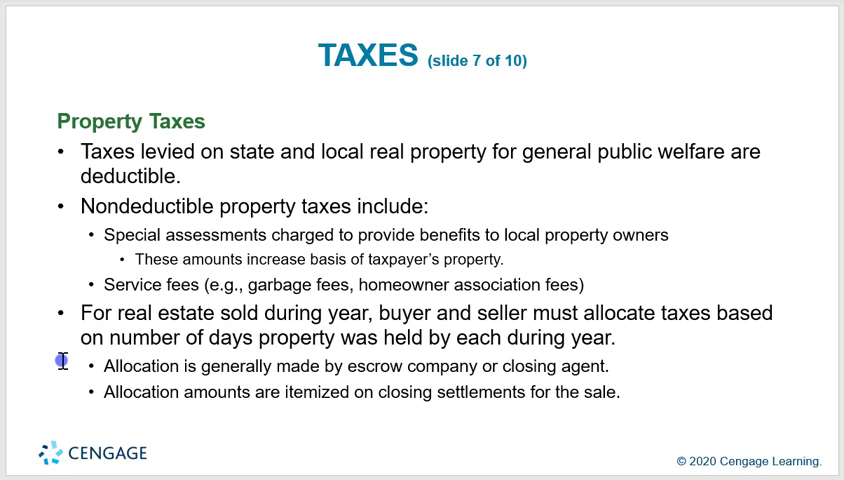 TAXES (slide 7 of 10)
Property Taxes
• Taxes levied on state and local real property for general public welfare are
deductible.
• Nondeductible property taxes include:
• Special assessments charged to provide benefits to local property owners
• These amounts increase basis of taxpayer’s property.
• Service fees (e.g., garbage fees, homeowner association fees)
• For real estate sold during year, buyer and seller must allocate taxes based
on number of days property was held by each during year.
• Allocation is generally made by escrow company or closing agent.
• Allocation amounts are itemized on closing settlements for the sale.
CENGAGE
© 2020 Cengage Learning.